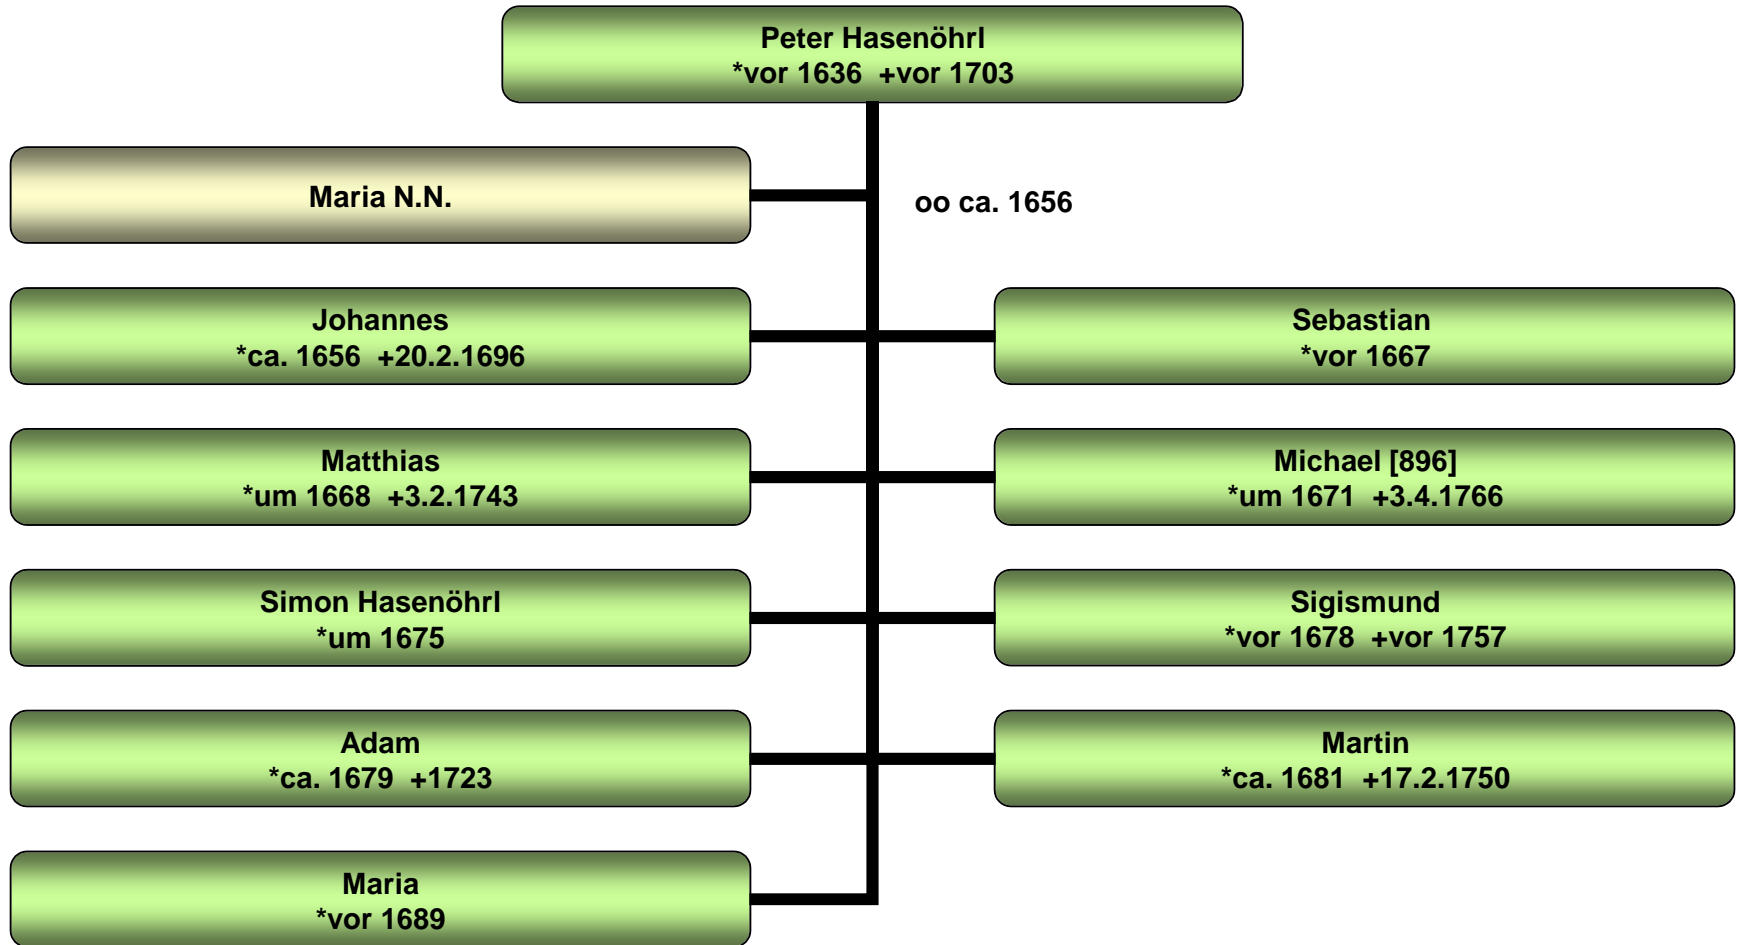 Peter Hasenöhrl
*vor 1636 +vor 1703
Maria N.N.
oo ca. 1656
Johannes
*ca. 1656 +20.2.1696
Sebastian
*vor 1667
Matthias
*um 1668 +3.2.1743
Michael [896]
*um 1671 +3.4.1766
Simon Hasenöhrl
*um 1675
Sigismund
*vor 1678 +vor 1757
Adam
*ca. 1679 +1723
Martin
*ca. 1681 +17.2.1750
Maria
*vor 1689